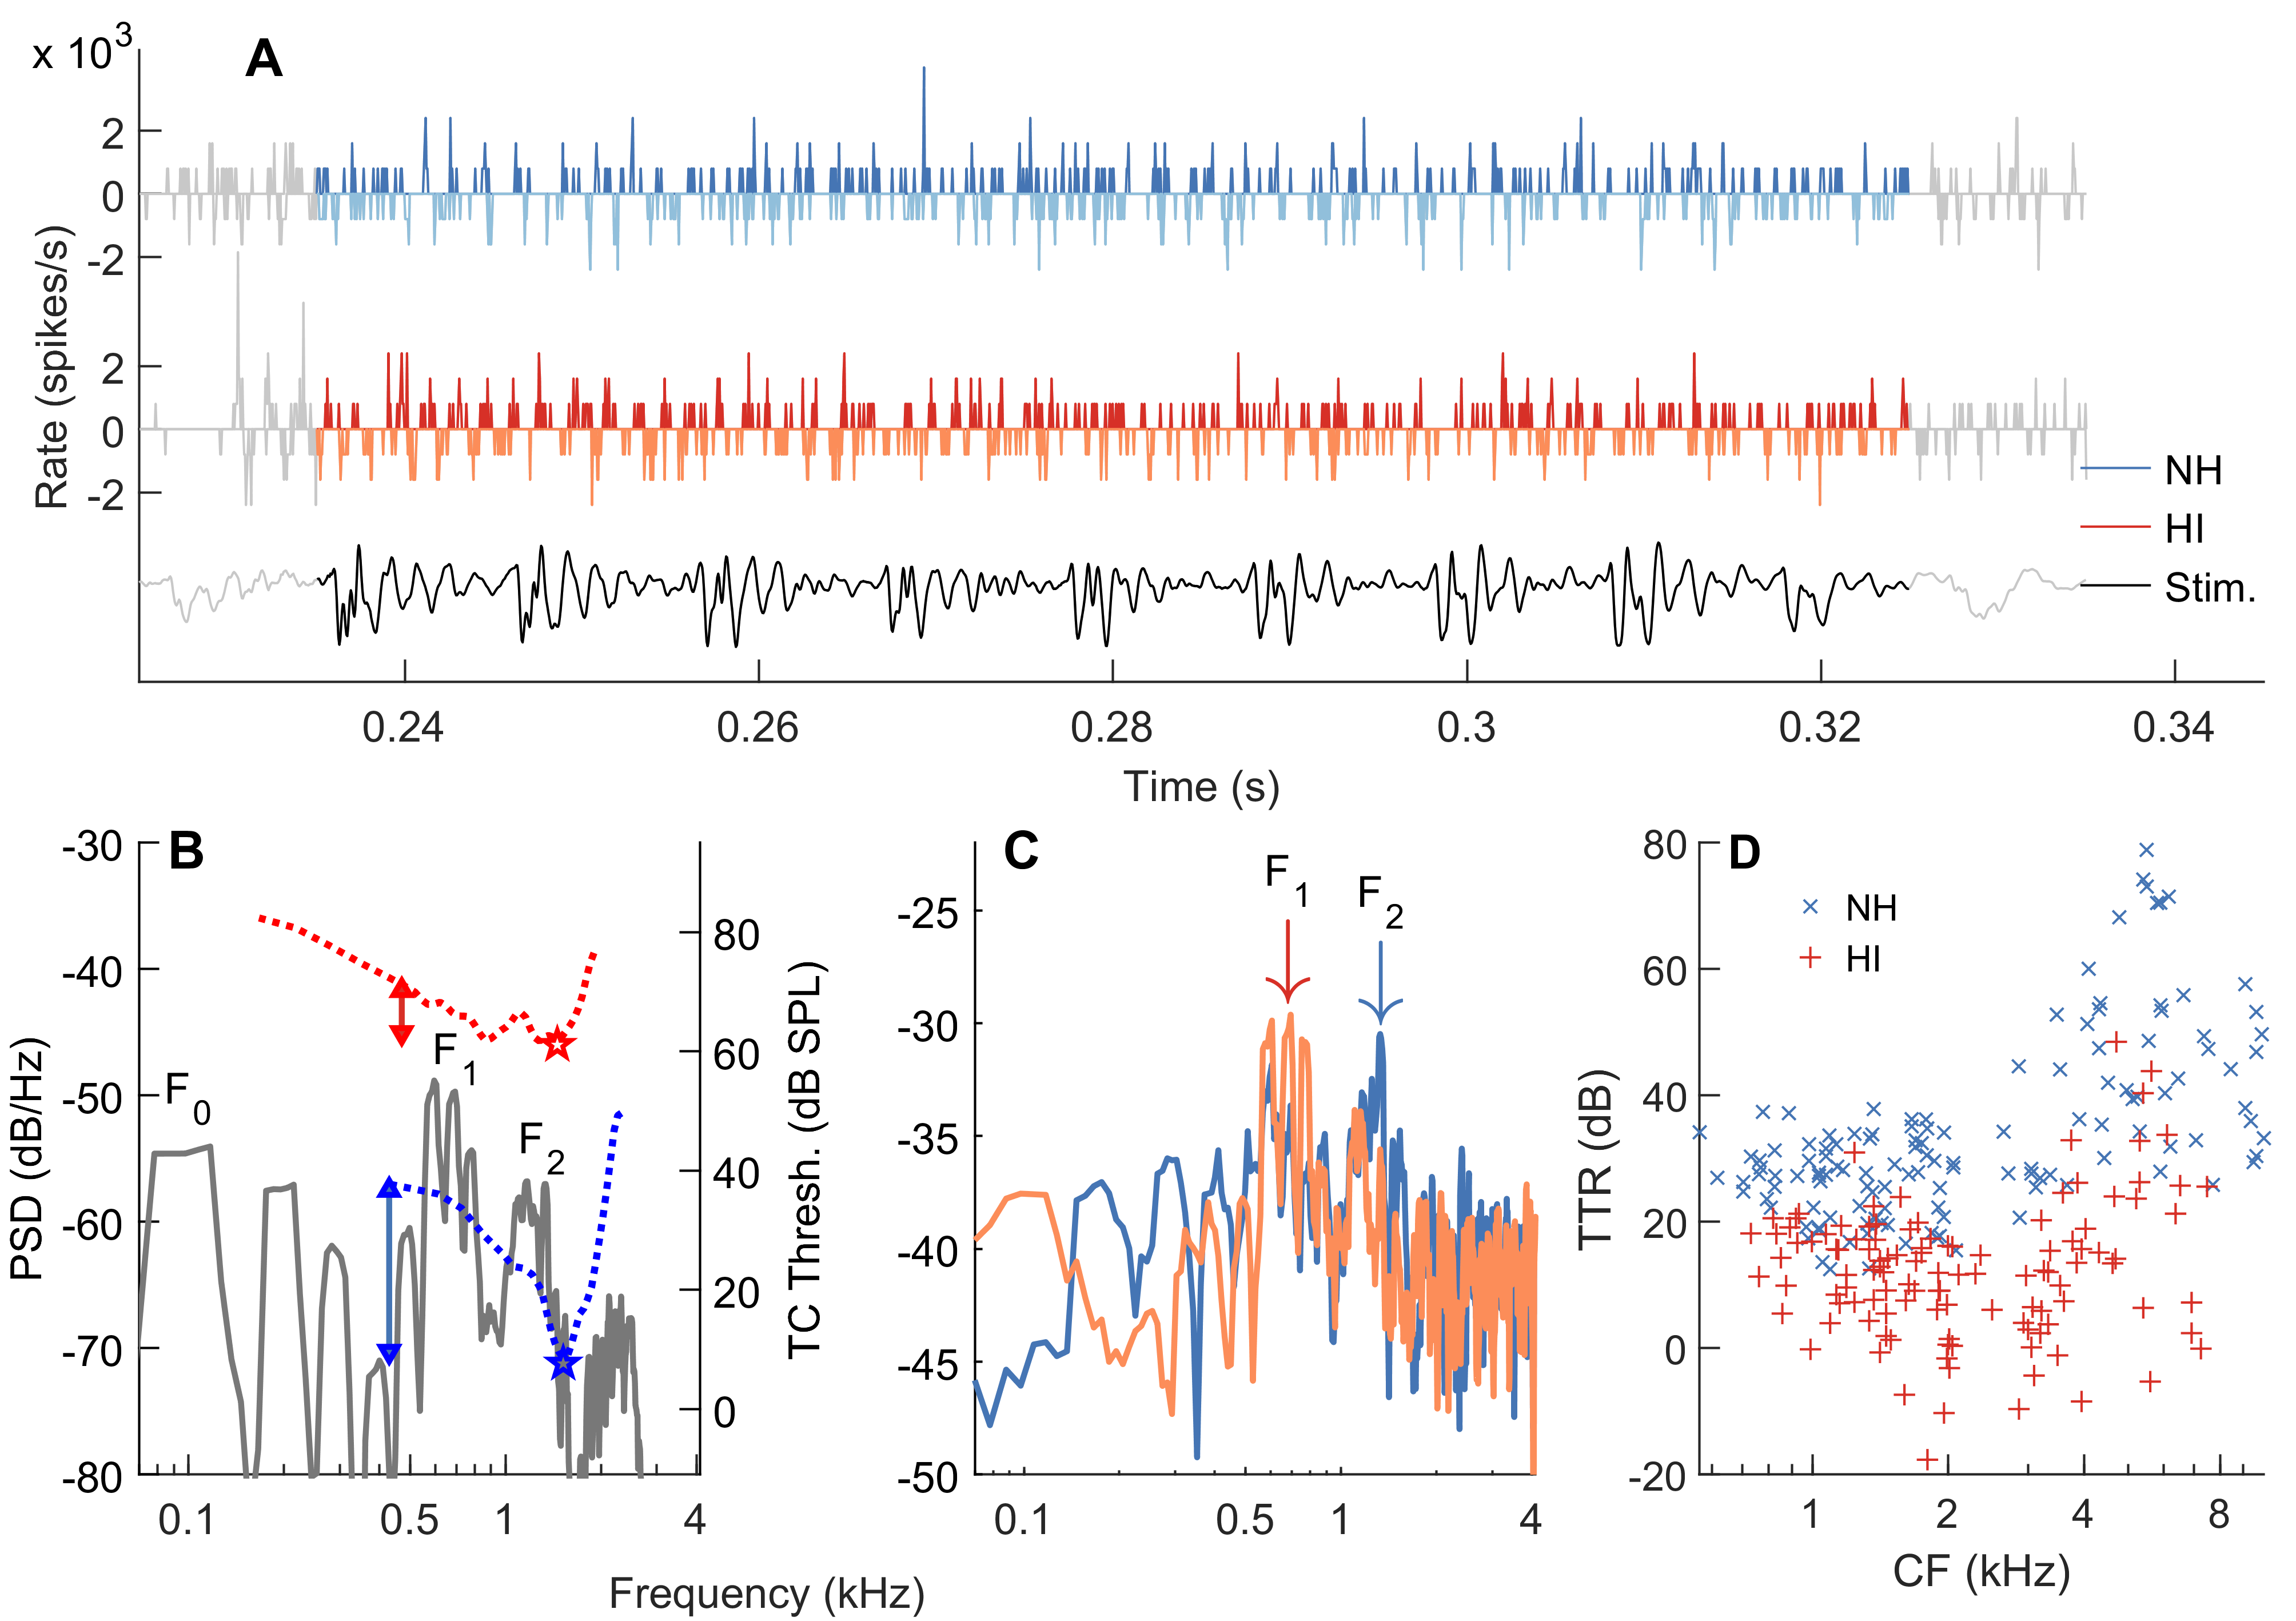 x 10³
A
2
0
-2
2
0
-2
Rate (spikes/s)
NH
HI
Stim.
0.24
0.26
0.28
0.3
0.32
0.34
Time (s)
B
-30
-40
-50
-60
-70
-80
PSD (dB/Hz)
F₀
F₁
F₂
80
60
40
20
0
TC Thresh. (dB SPL)
0.1
0.5
1
4
C
F₁
F₂
-25
-30
-35
-40
-45
-50
0.1
0.5
1
4
Frequency (kHz)
D
80
60
40
20
0
-20
TTR (dB)
NH
HI
1
2
4
8
CF (kHz)